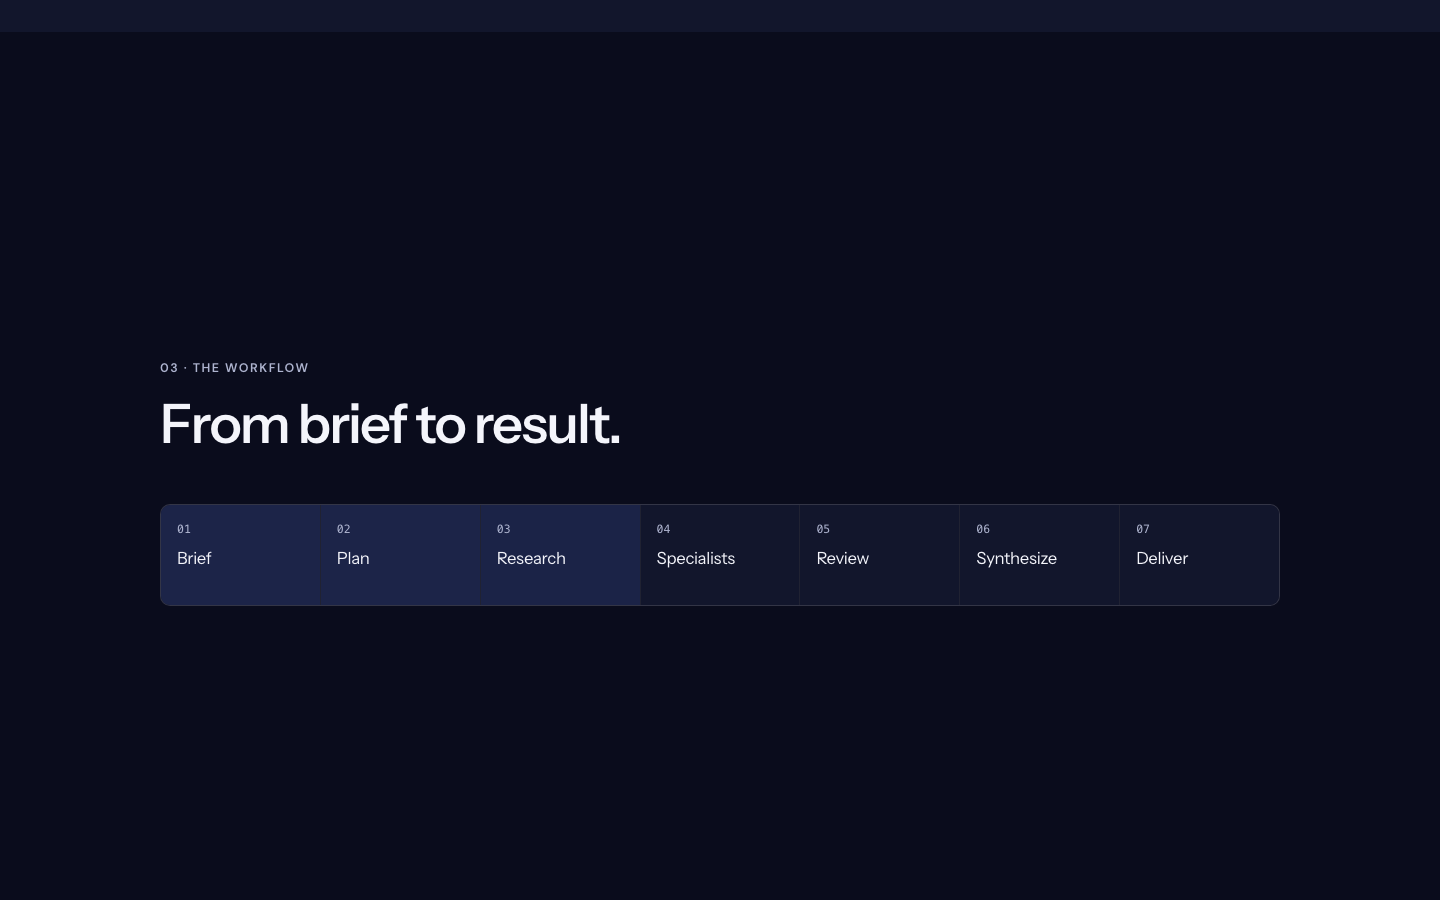 03 · THE WORKFLOW
From brief to result.
01 02 03 04 05 06 07
Brief Plan Research Specialists Review Synthesize Deliver